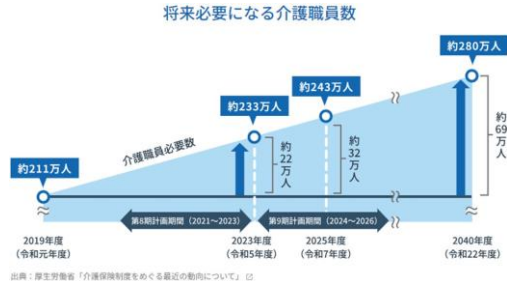 将来必要になる介護職員数
約280万人
約243万人
約233万人
約211万人
介護職員必要数
約22万人
約32万人
約69万人
第8期計画期間（2021～2023）
第9期計画期間（2024～2026）
2019年度
（令和元年度）
2023年度
（令和5年度）
2025年度
（令和7年度）
2040年度
（令和22年度）
出典：厚生労働省「介護保険制度をめぐる最近の動向について」